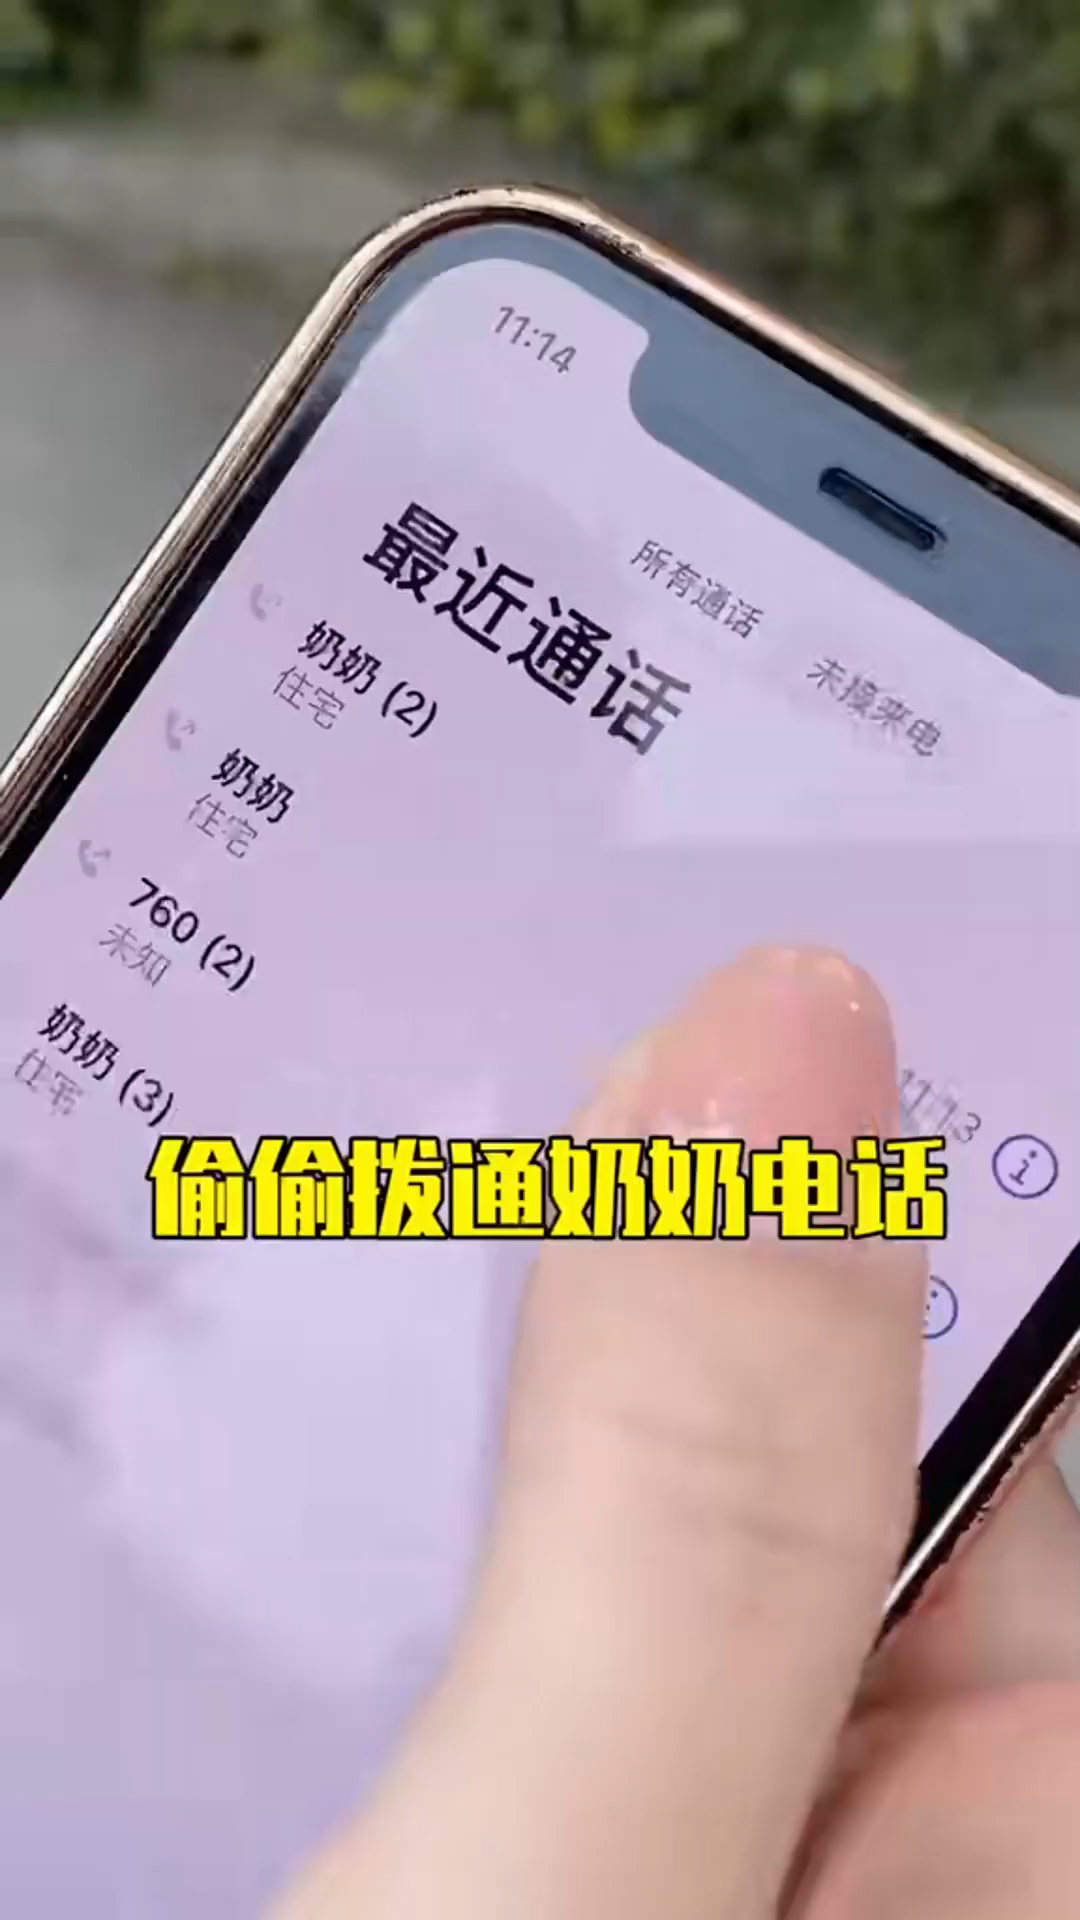 11:14
所有通话
未接来电
最近通话
奶奶 (2)
住宅
奶奶
住宅
11:13
760 (2)
未知
奶奶 (3)
住宅
偷偷拨通奶奶电话